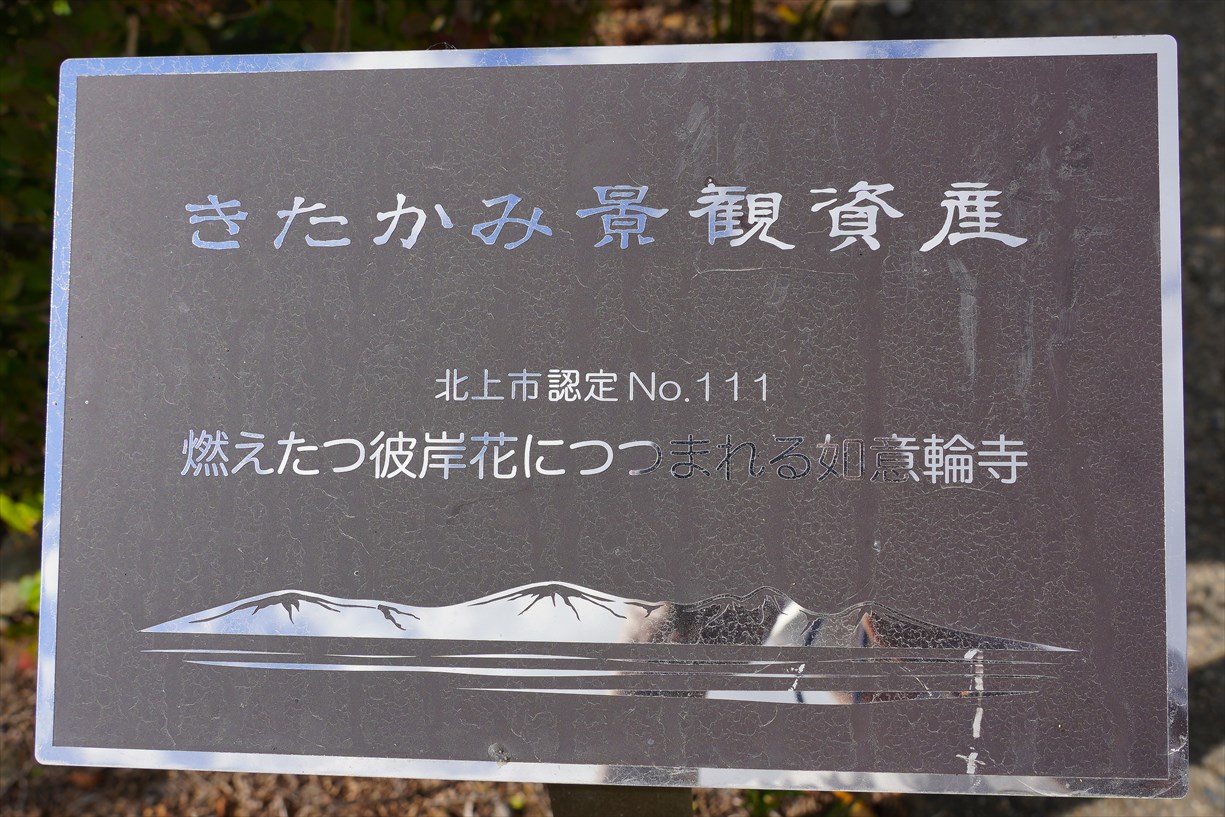 きたかみ景観資産
北上市認定No.111
燃えたつ彼岸花につつまれる如意輪寺